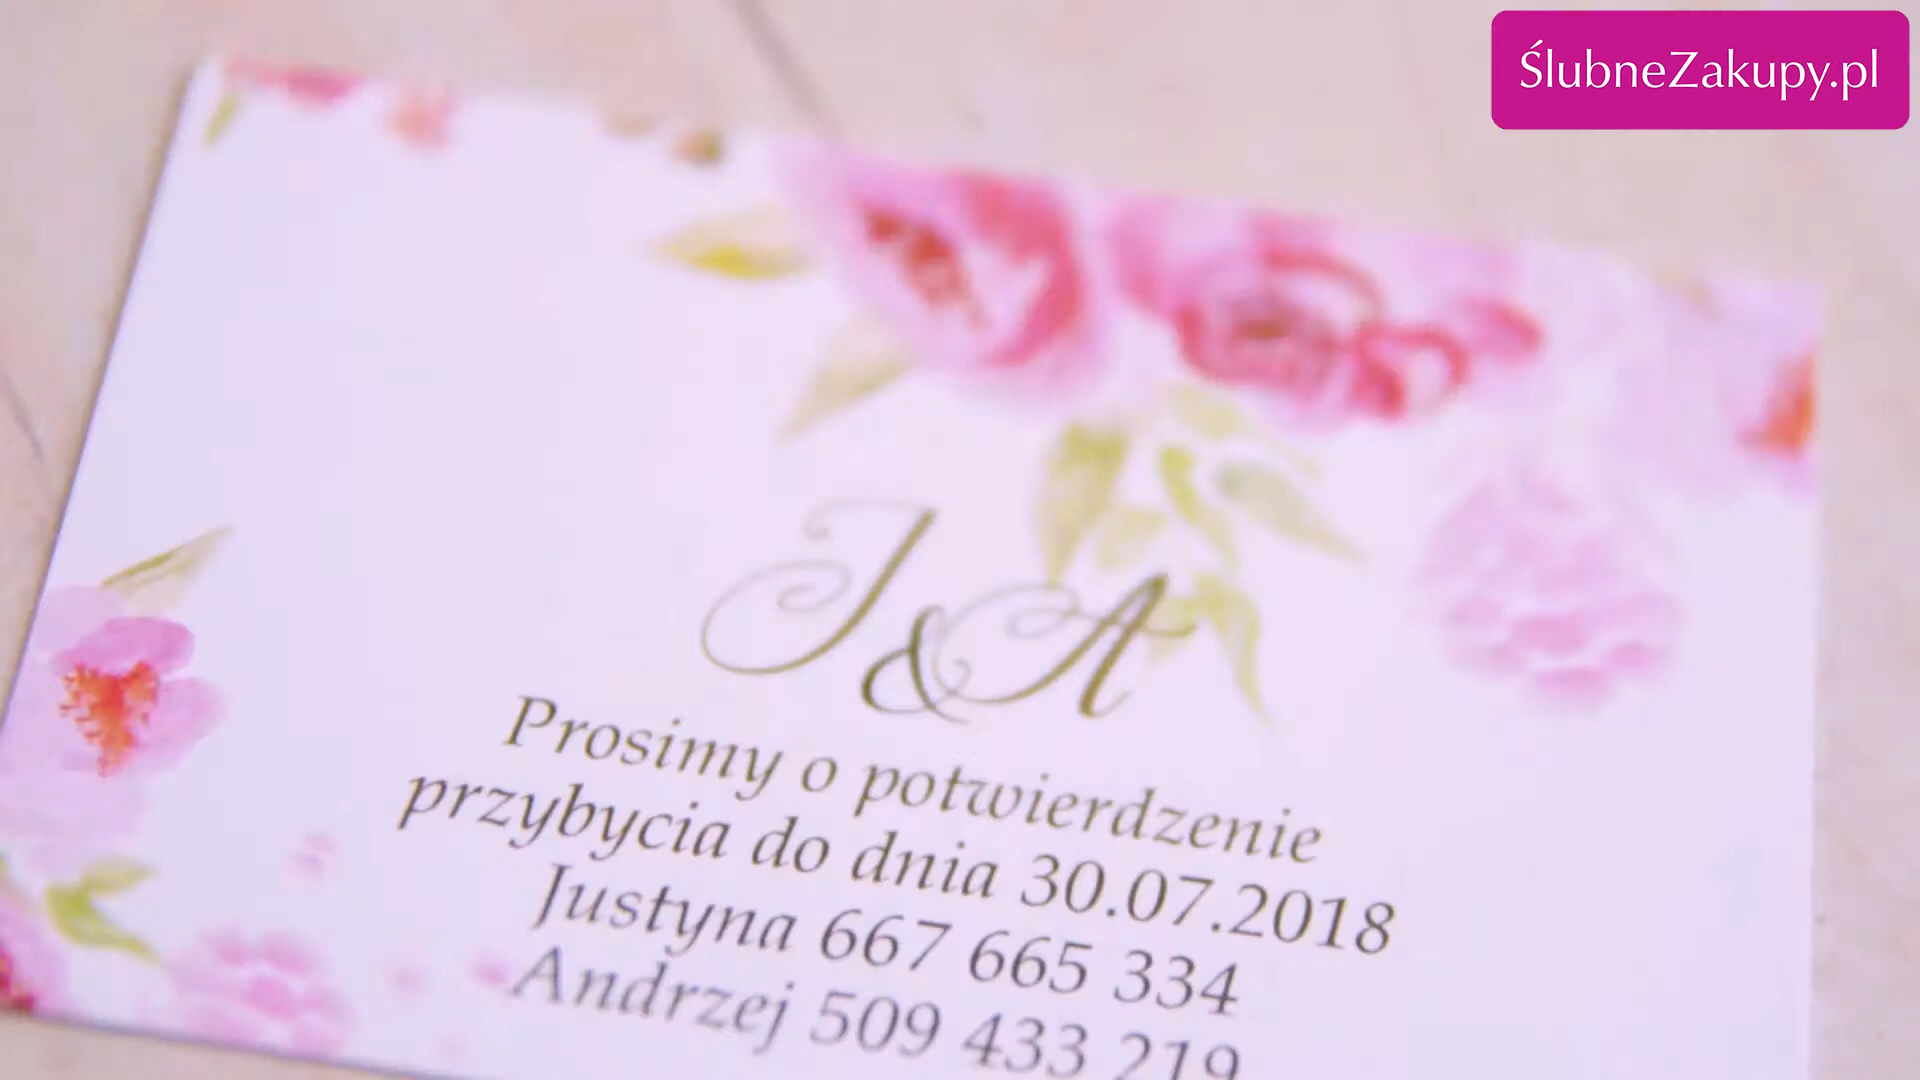 ŚlubneZakupy.pl
J&A
Prosimy o potwierdzenie
przybycia do dnia 30.07.2018
Justyna 667 665 334
Andrzej 509 433 219